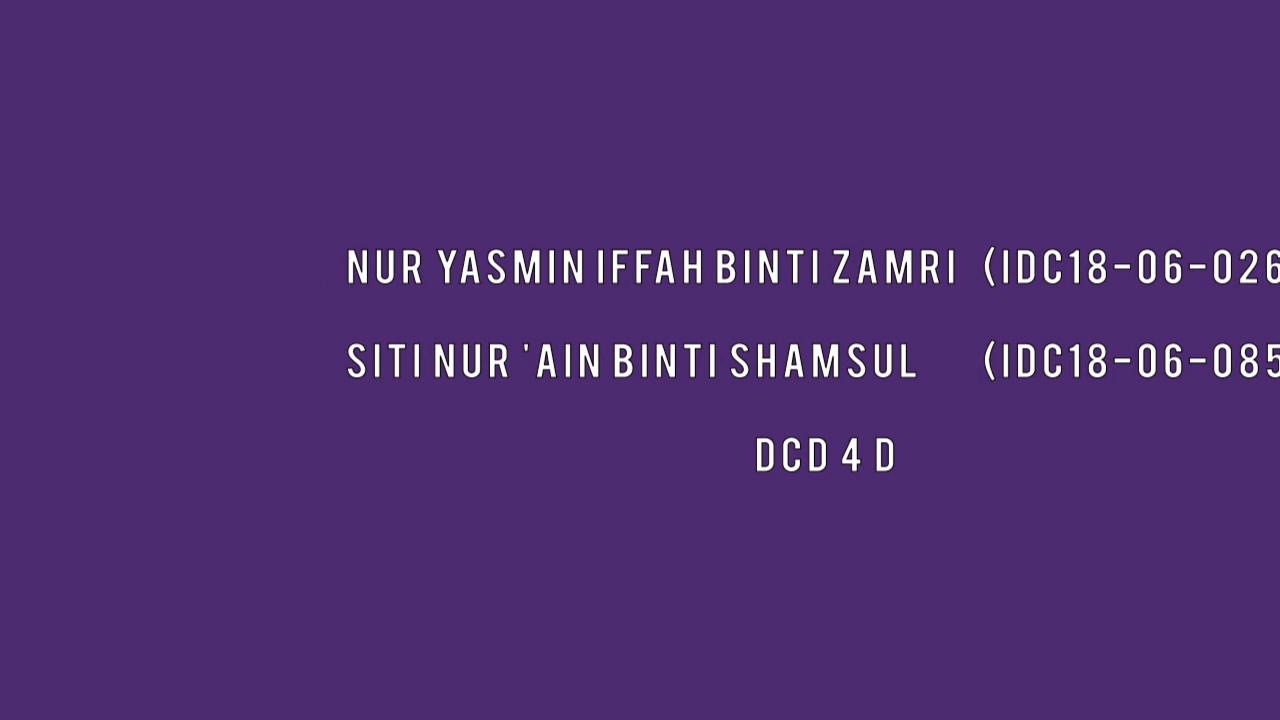 NUR YASMIN IFFAH BINTI ZAMRI (IDC18-06-026
SITI NUR 'AIN BINTI SHAMSUL (IDC18-06-085
DCD 4 D